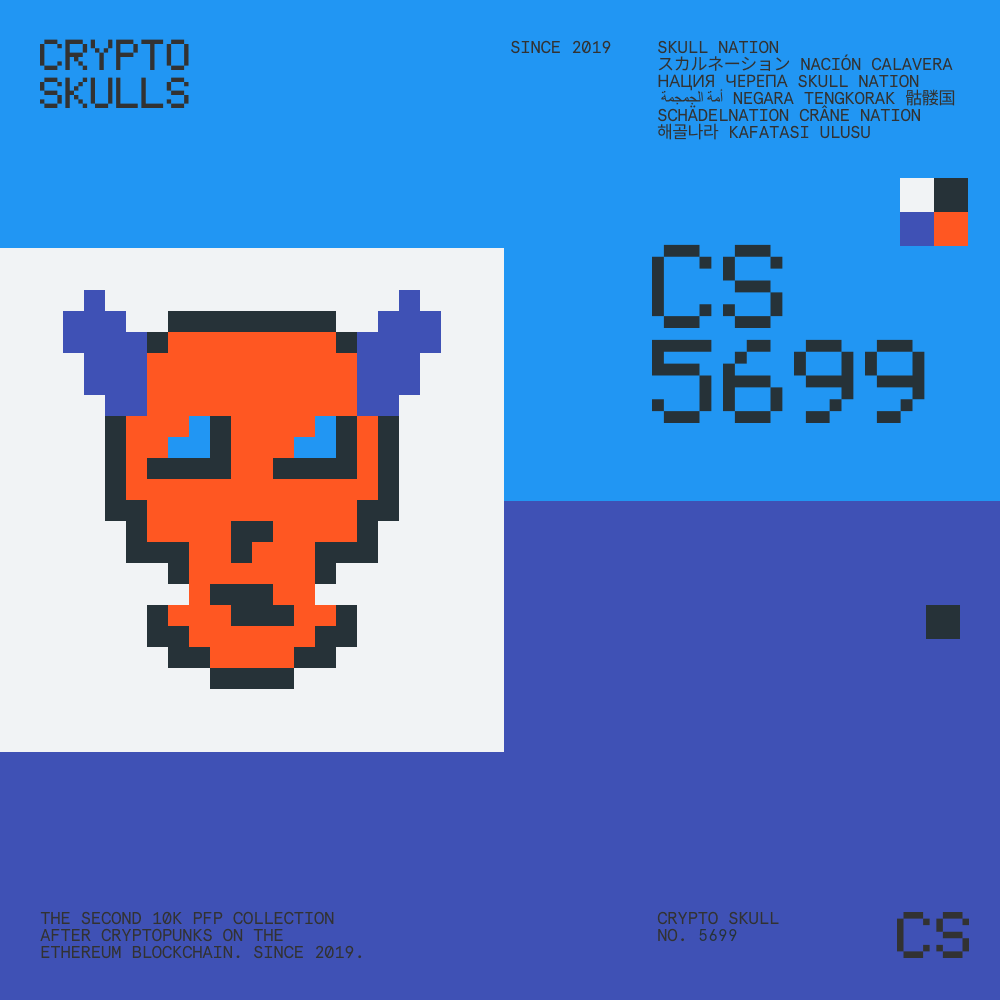 CRYPTO
SKULLS
SINCE 2019
SKULL NATION
スカルネーション NACIÓN CALAVERA
НАЦИЯ ЧЕРЕПА SKULL NATION
أمة الجمجمة NEGARA TENGKORAK 骷髅国
SCHÄDELNATION CRÂNE NATION
해골나라 KAFATASI ULUSU
CS
5699
THE SECOND 10K PFP COLLECTION
AFTER CRYPTOPUNKS ON THE
ETHEREUM BLOCKCHAIN. SINCE 2019.
CRYPTO SKULL
NO. 5699
CS